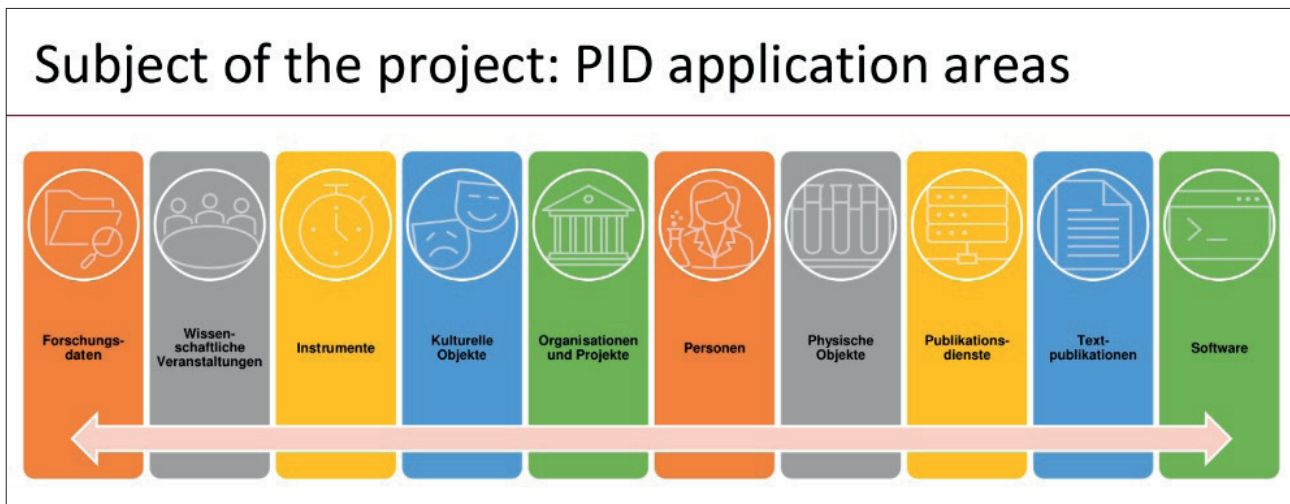 Subject of the project: PID application areas
Forschungs-
daten
Wissen-
schaftliche
Veranstaltungen
Instrumente
Kulturelle
Objekte
Organisationen
und Projekte
Personen
Physische
Objekte
Publikations-
dienste
Text-
publikationen
Software